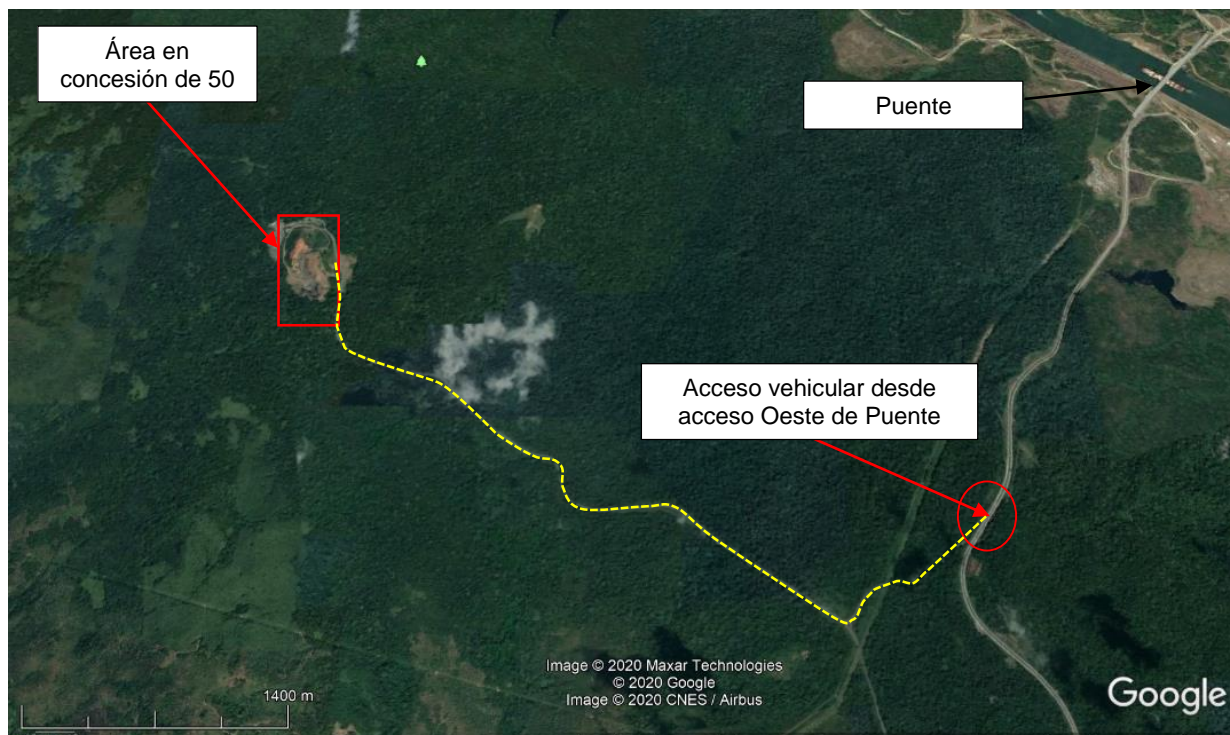 Área en
concesión de 50
Puente
Acceso vehicular desde
acceso Oeste de Puente
Image © 2020 Maxar Technologies
© 2020 Google
Image © 2020 CNES / Airbus
1400 m
Google